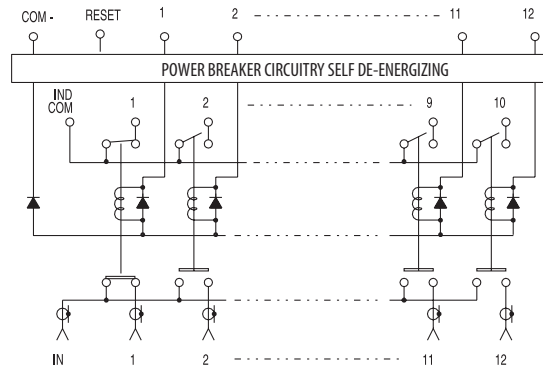 COM - RESET 1 2 11 12
POWER BREAKER CIRCUITRY SELF DE-ENERGIZING
IND
COM 1 2 9 10
IN 1 2 11 12